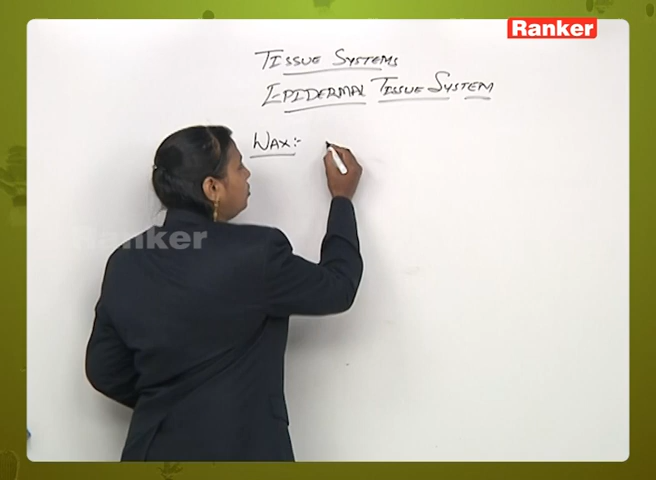 Ranker
TISSUE SYSTEMS
EPIDERMAL TISSUE SYSTEM
WAX:-
Ranker